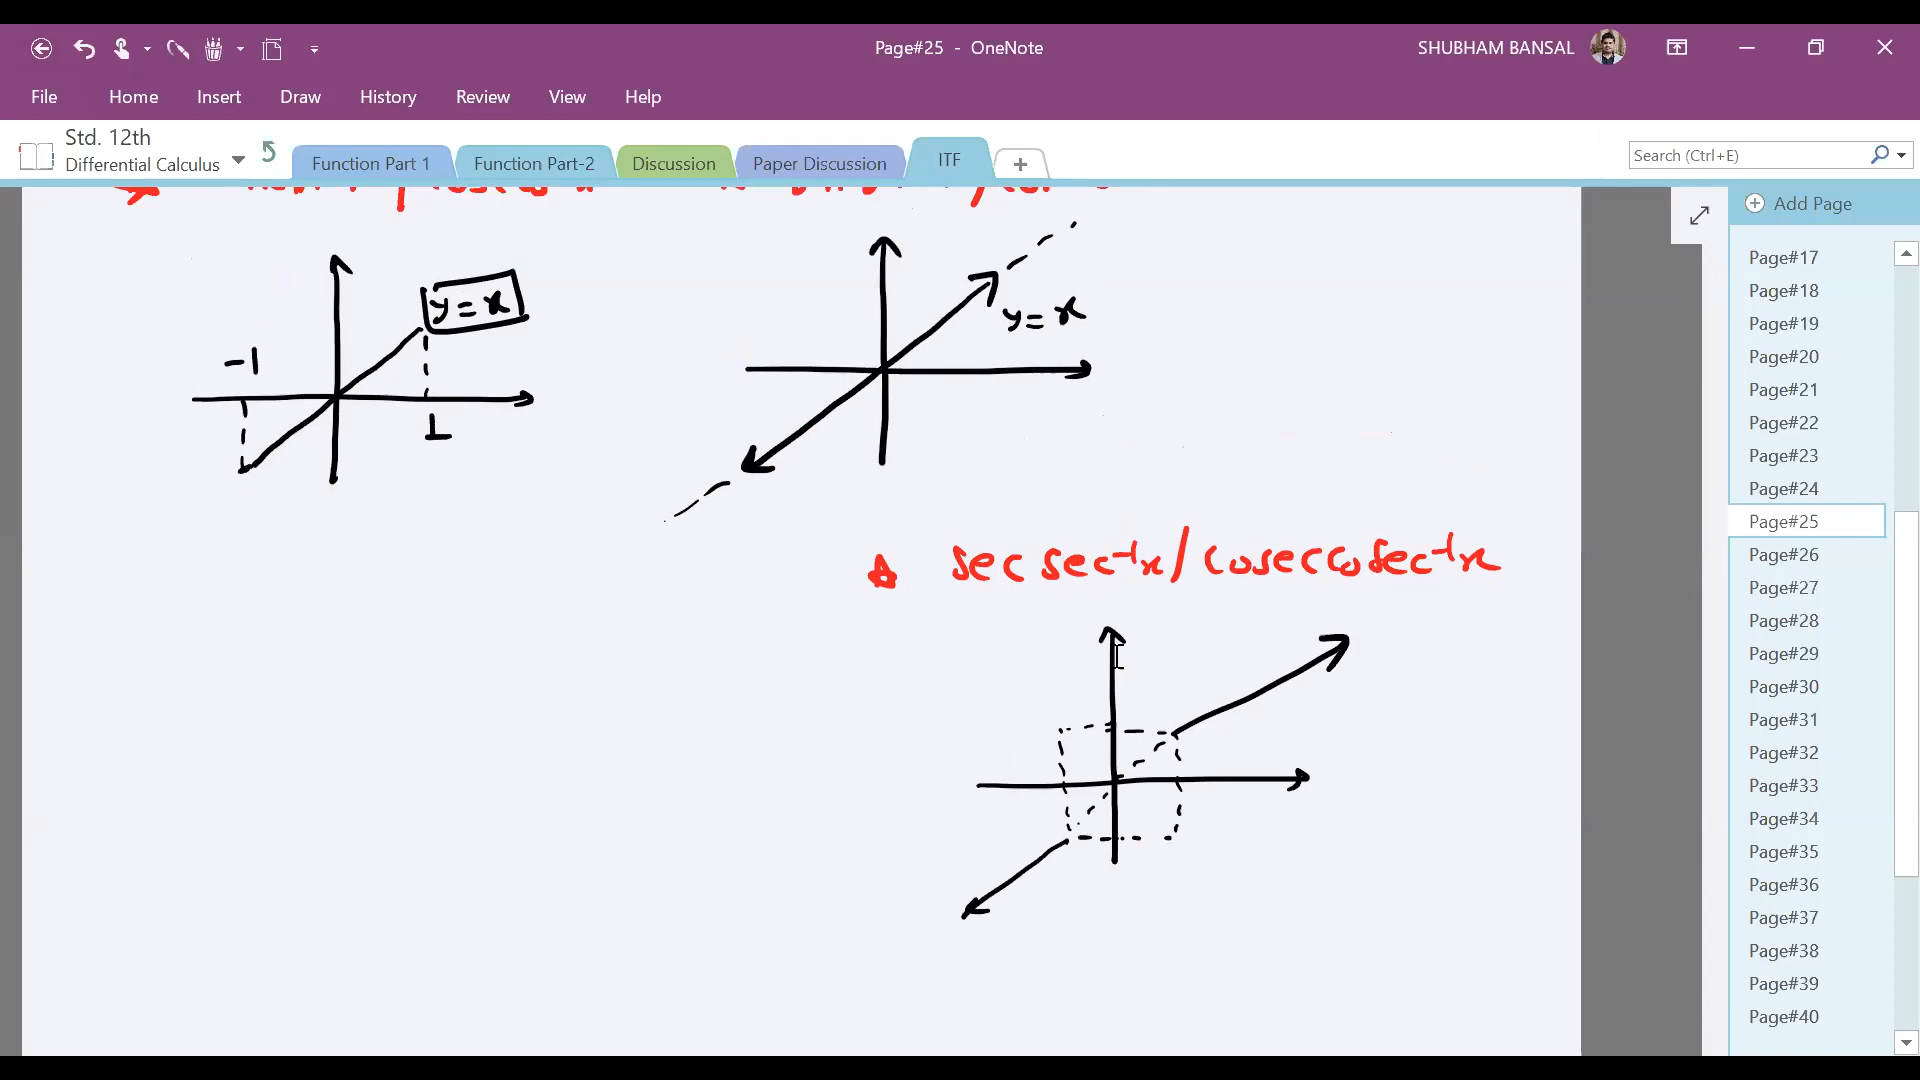 Page#25 - OneNote
SHUBHAM BANSAL
File Home Insert Draw History Review View Help
Std. 12th
Differential Calculus
Function Part 1
Function Part-2
Discussion
Paper Discussion
ITF
Search (Ctrl+E)
Add Page
y = x
-1
1
y = x
sec sec⁻¹x / cosec cosec⁻¹x
Page#17
Page#18
Page#19
Page#20
Page#21
Page#22
Page#23
Page#24
Page#25
Page#26
Page#27
Page#28
Page#29
Page#30
Page#31
Page#32
Page#33
Page#34
Page#35
Page#36
Page#37
Page#38
Page#39
Page#40